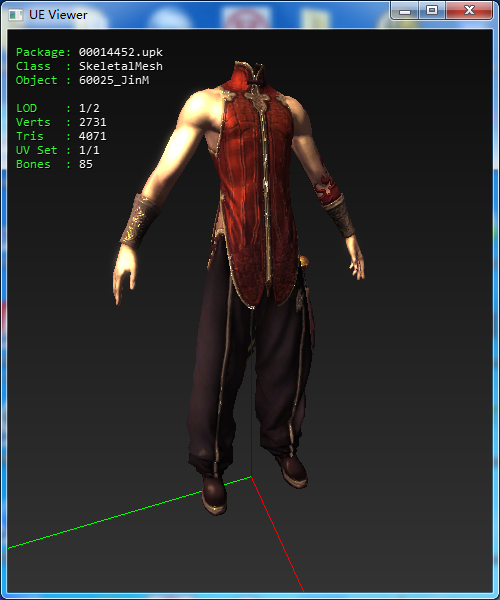 UE Viewer
Package: 00014452.upk
Class : SkeletalMesh
Object : 60025_JinM
LOD : 1/2
Verts : 2731
Tris : 4071
UV Set : 1/1
Bones : 85